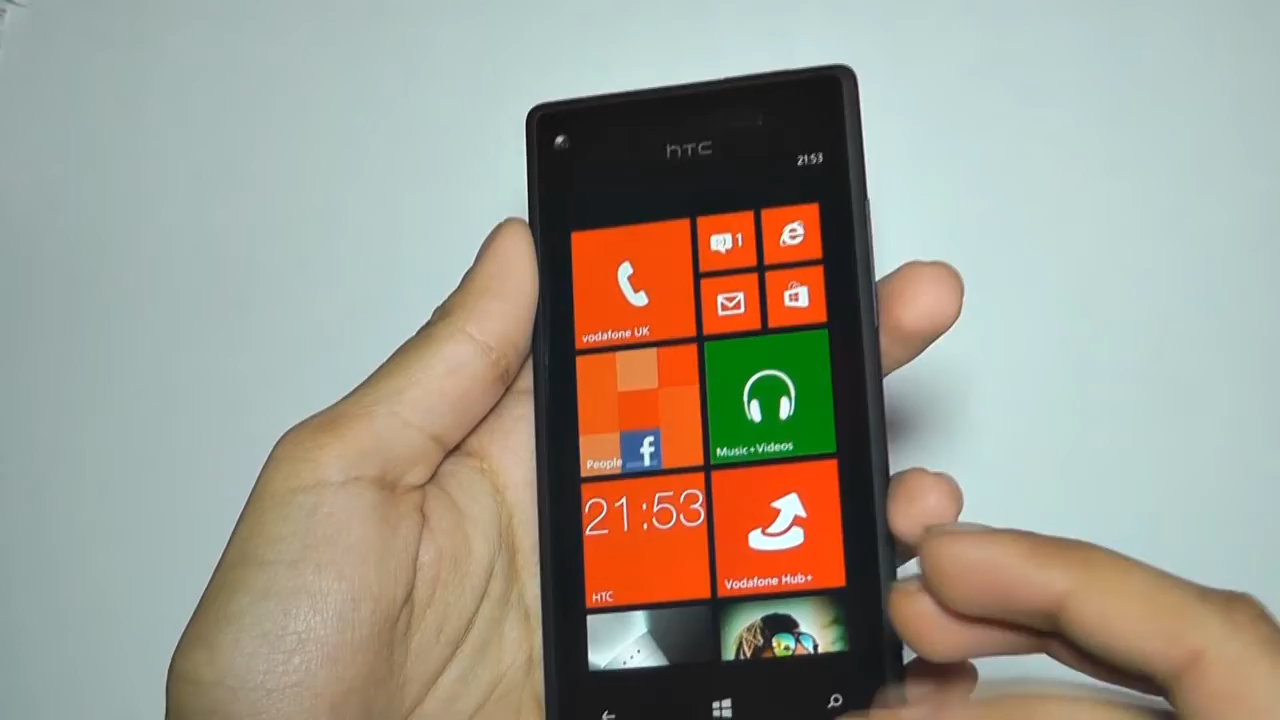 hTC
21:53
1
vodafone UK
People
f
Music+Videos
21:53
HTC
Vodafone Hub+